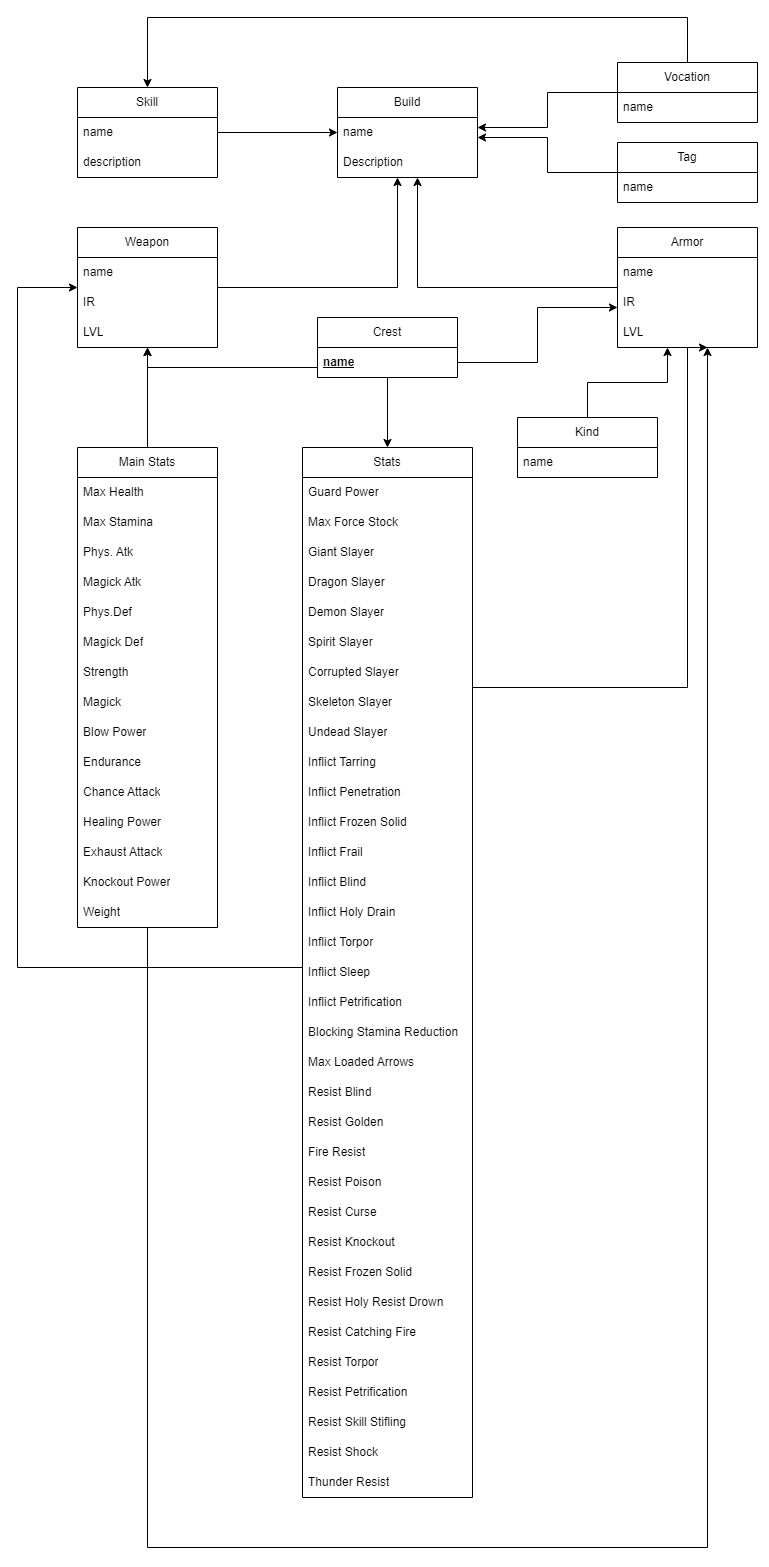 Vocation
name
Skill
name
description
Build
name
Description
Tag
name
Weapon
name
IR
LVL
Armor
name
IR
LVL
Crest
name
Kind
name
Main Stats
Max Health
Max Stamina
Phys. Atk
Magick Atk
Phys.Def
Magick Def
Strength
Magick
Blow Power
Endurance
Chance Attack
Healing Power
Exhaust Attack
Knockout Power
Weight
Stats
Guard Power
Max Force Stock
Giant Slayer
Dragon Slayer
Demon Slayer
Spirit Slayer
Corrupted Slayer
Skeleton Slayer
Undead Slayer
Inflict Tarring
Inflict Penetration
Inflict Frozen Solid
Inflict Frail
Inflict Blind
Inflict Holy Drain
Inflict Torpor
Inflict Sleep
Inflict Petrification
Blocking Stamina Reduction
Max Loaded Arrows
Resist Blind
Resist Golden
Fire Resist
Resist Poison
Resist Curse
Resist Knockout
Resist Frozen Solid
Resist Holy Resist Drown
Resist Catching Fire
Resist Torpor
Resist Petrification
Resist Skill Stifling
Resist Shock
Thunder Resist